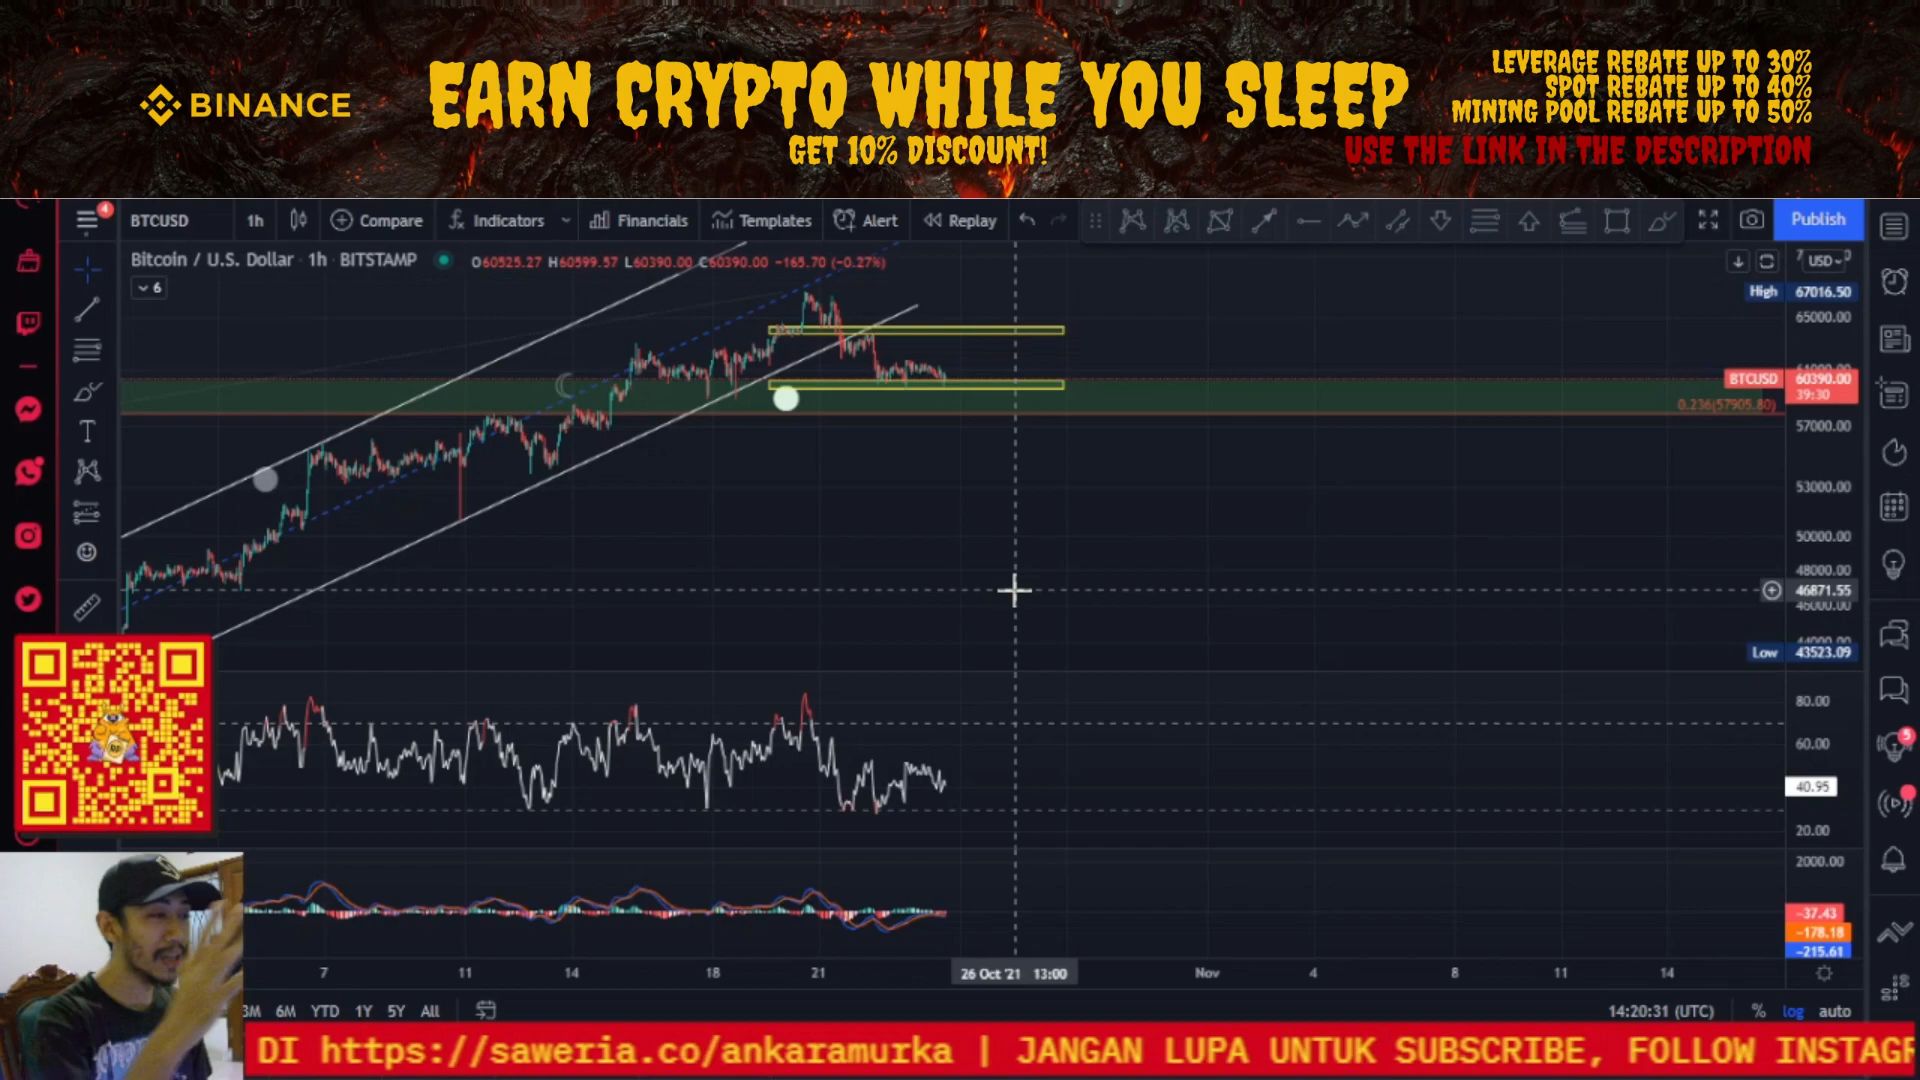 BINANCE
EARN CRYPTO WHILE YOU SLEEP
GET 10% DISCOUNT!
LEVERAGE REBATE UP TO 30%
SPOT REBATE UP TO 40%
MINING POOL REBATE UP TO 50%
USE THE LINK IN THE DESCRIPTION
4
BTCUSD 1h Compare Indicators Financials Templates Alert Replay Publish
Bitcoin / U.S. Dollar · 1h · BITSTAMP O60525.27 H60599.57 L60390.00 C60390.00 −165.70 (−0.27%)
6
USD
High 67016.50
65000.00
BTCUSD 60390.00
39:30
0.236(57905.80)
57000.00
53000.00
50000.00
48000.00
46871.55
46000.00
44000.00
Low 43523.09
80.00
60.00
5
40.95
20.00
2000.00
−37.43
−178.18
−215.61
7 11 14 18 21 26 Oct '21 13:00 Nov 4 8 11 14
3M 6M YTD 1Y 5Y All 14:20:31 (UTC) % log auto
DI https://saweria.co/ankaramurka | JANGAN LUPA UNTUK SUBSCRIBE, FOLLOW INSTAGR